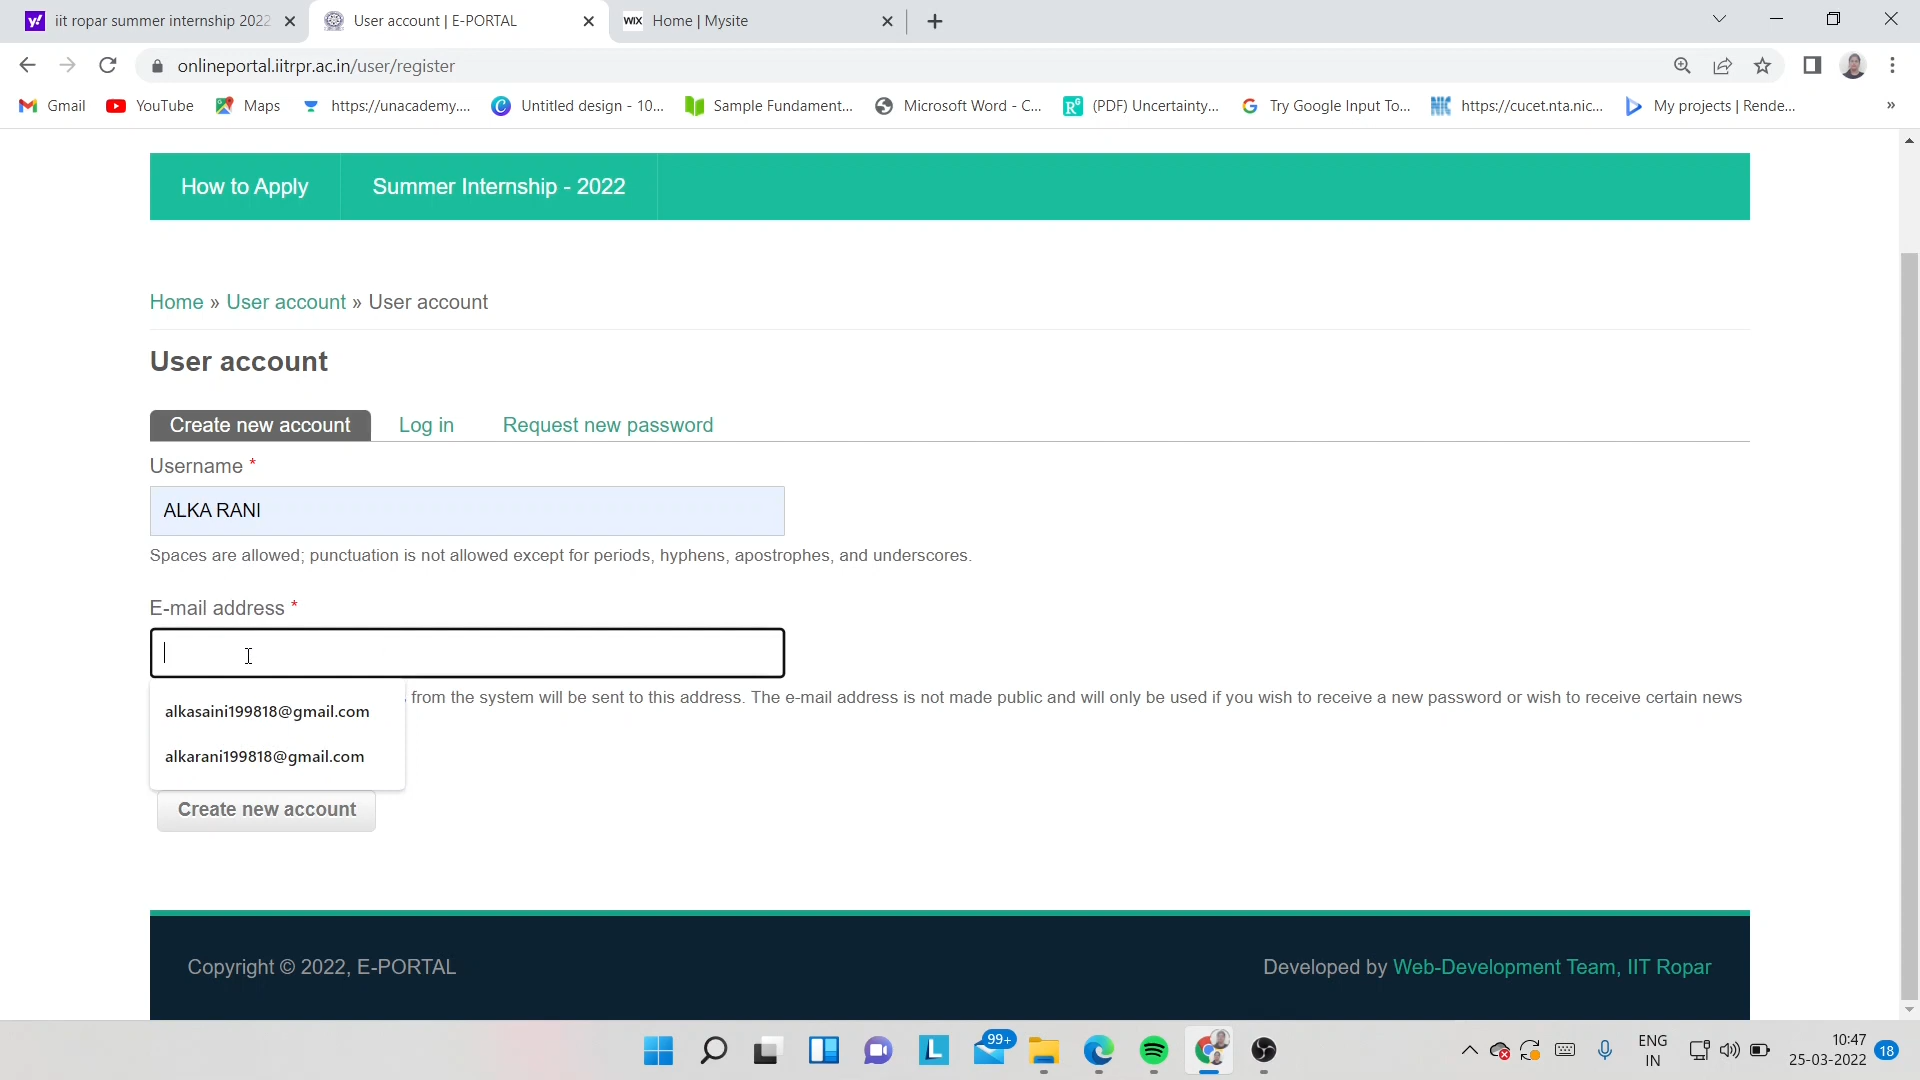 iit ropar summer internship 2022
User account | E-PORTAL
WIX Home | Mysite
onlineportal.iitrpr.ac.in/user/register
Gmail
YouTube
Maps
https://unacademy....
Untitled design - 10...
Sample Fundament...
Microsoft Word - C...
(PDF) Uncertainty...
Try Google Input To...
https://cucet.nta.nic...
My projects | Rende...
»
How to Apply
Summer Internship - 2022
Home » User account » User account
User account
Create new account
Log in
Request new password
Username *
ALKA RANI
Spaces are allowed; punctuation is not allowed except for periods, hyphens, apostrophes, and underscores.
E-mail address *
from the system will be sent to this address. The e-mail address is not made public and will only be used if you wish to receive a new password or wish to receive certain news
alkasaini199818@gmail.com
alkarani199818@gmail.com
Create new account
Copyright © 2022, E-PORTAL
Developed by Web-Development Team, IIT Ropar
99+
ENG
IN
10:47
25-03-2022
18